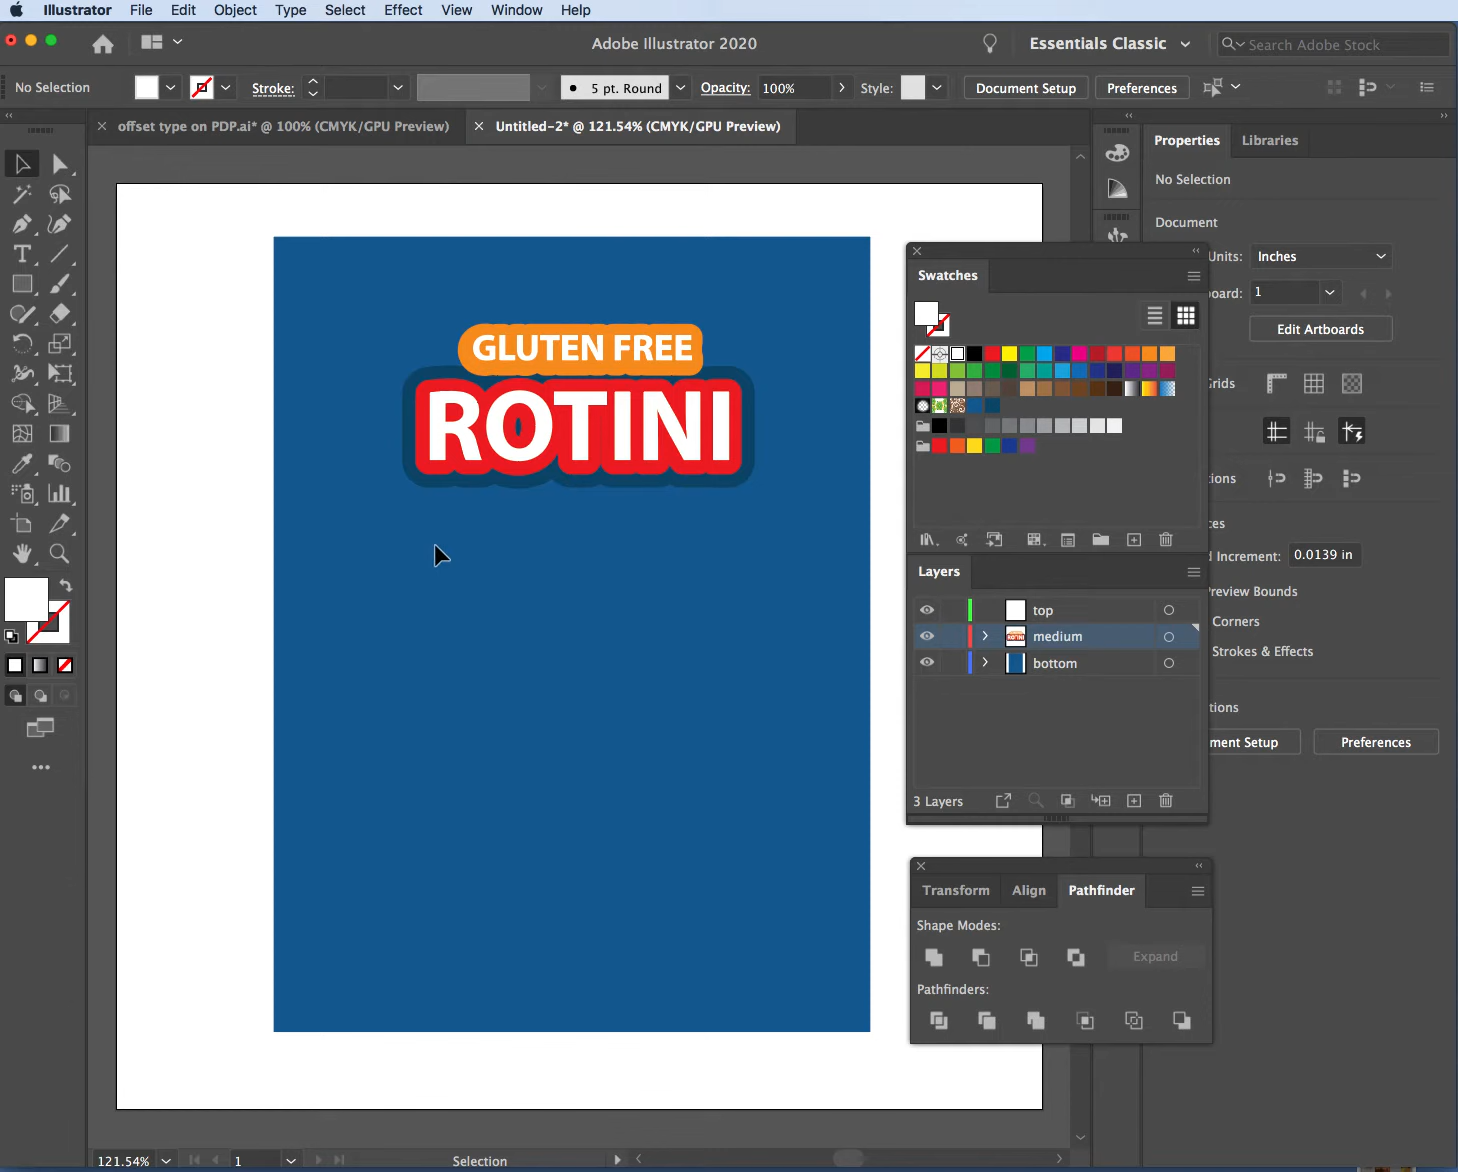 Illustrator File Edit Object Type Select Effect View Window Help
Adobe Illustrator 2020
Essentials Classic
Search Adobe Stock
No Selection
Stroke:
5 pt. Round
Opacity: 100%
Style:
Document Setup
Preferences
offset type on PDP.ai* @ 100% (CMYK/GPU Preview)
Untitled-2* @ 121.54% (CMYK/GPU Preview)
Properties
Libraries
No Selection
Document
Units: Inches
oard: 1
Edit Artboards
Grids
tions
ces
d Increment: 0.0139 in
Preview Bounds
Corners
Strokes & Effects
tions
ment Setup
Preferences
GLUTEN FREE
ROTINI
Swatches
Layers
top
medium
bottom
3 Layers
Transform
Align
Pathfinder
Shape Modes:
Expand
Pathfinders:
121.54%
1
Selection